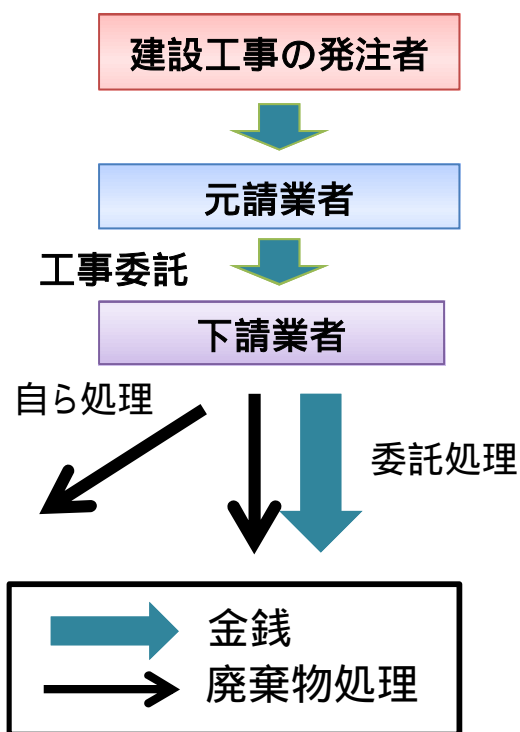 建設工事の発注者
元請業者
工事委託
下請業者
自ら処理
委託処理
金銭
廃棄物処理